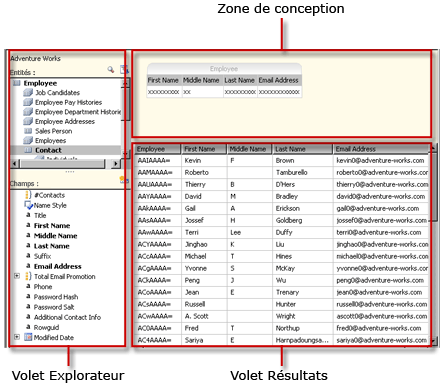 Zone de conception
Adventure Works
Entités :
Employee
Job Candidates
Employee Pay Histories
Employee Department Histories
Employee Addresses
Sales Person
Employees
Contact
Individuals
Champs :
#Contacts
Name Style
Title
First Name
Middle Name
Last Name
Suffix
Email Address
Total Email Promotion
Phone
Password Hash
Password Salt
Additional Contact Info
Rowguid
Modified Date
Employee
First Name Middle Name Last Name Email Address
xxxxxxxxx xx xxxxxxxxx xxxxxxxxxxxx
Employee First Name Middle Name Last Name Email Address
AAIAAAA= Kevin F Brown kevin0@adventure-works.com
AAMAAAA= Roberto Tamburello roberto0@adventure-works.com
AAUAAAA= Thierry B D'Hers thierry0@adventure-works.com
AAYAAAA= David M Bradley david0@adventure-works.com
AAkAAAA= Gail A Erickson gail0@adventure-works.com
AAsAAAA= Jossef H Goldberg jossef0@adventure-works.com
AAwAAAA= Terri Lee Duffy terri0@adventure-works.com
ACYAAAA= Jinghao K Liu jinghao0@adventure-works.com
ACcAAAA= Michael T Hines michael0@adventure-works.com
ACgAAAA= Yvonne S McKay yvonne0@adventure-works.com
ACkAAAA= Peng J Wu peng0@adventure-works.com
ACoAAAA= Jean E Trenary jean0@adventure-works.com
ACsAAAA= Russell Hunter russell0@adventure-works.com
ACwAAAA= A. Scott Wright ascott0@adventure-works.com
AC0AAAA= Fred T Northup fred0@adventure-works.com
AC4AAAA= Sariya E Harnpadoungsa... sariya0@adventure-works.com
Volet Explorateur
Volet Résultats